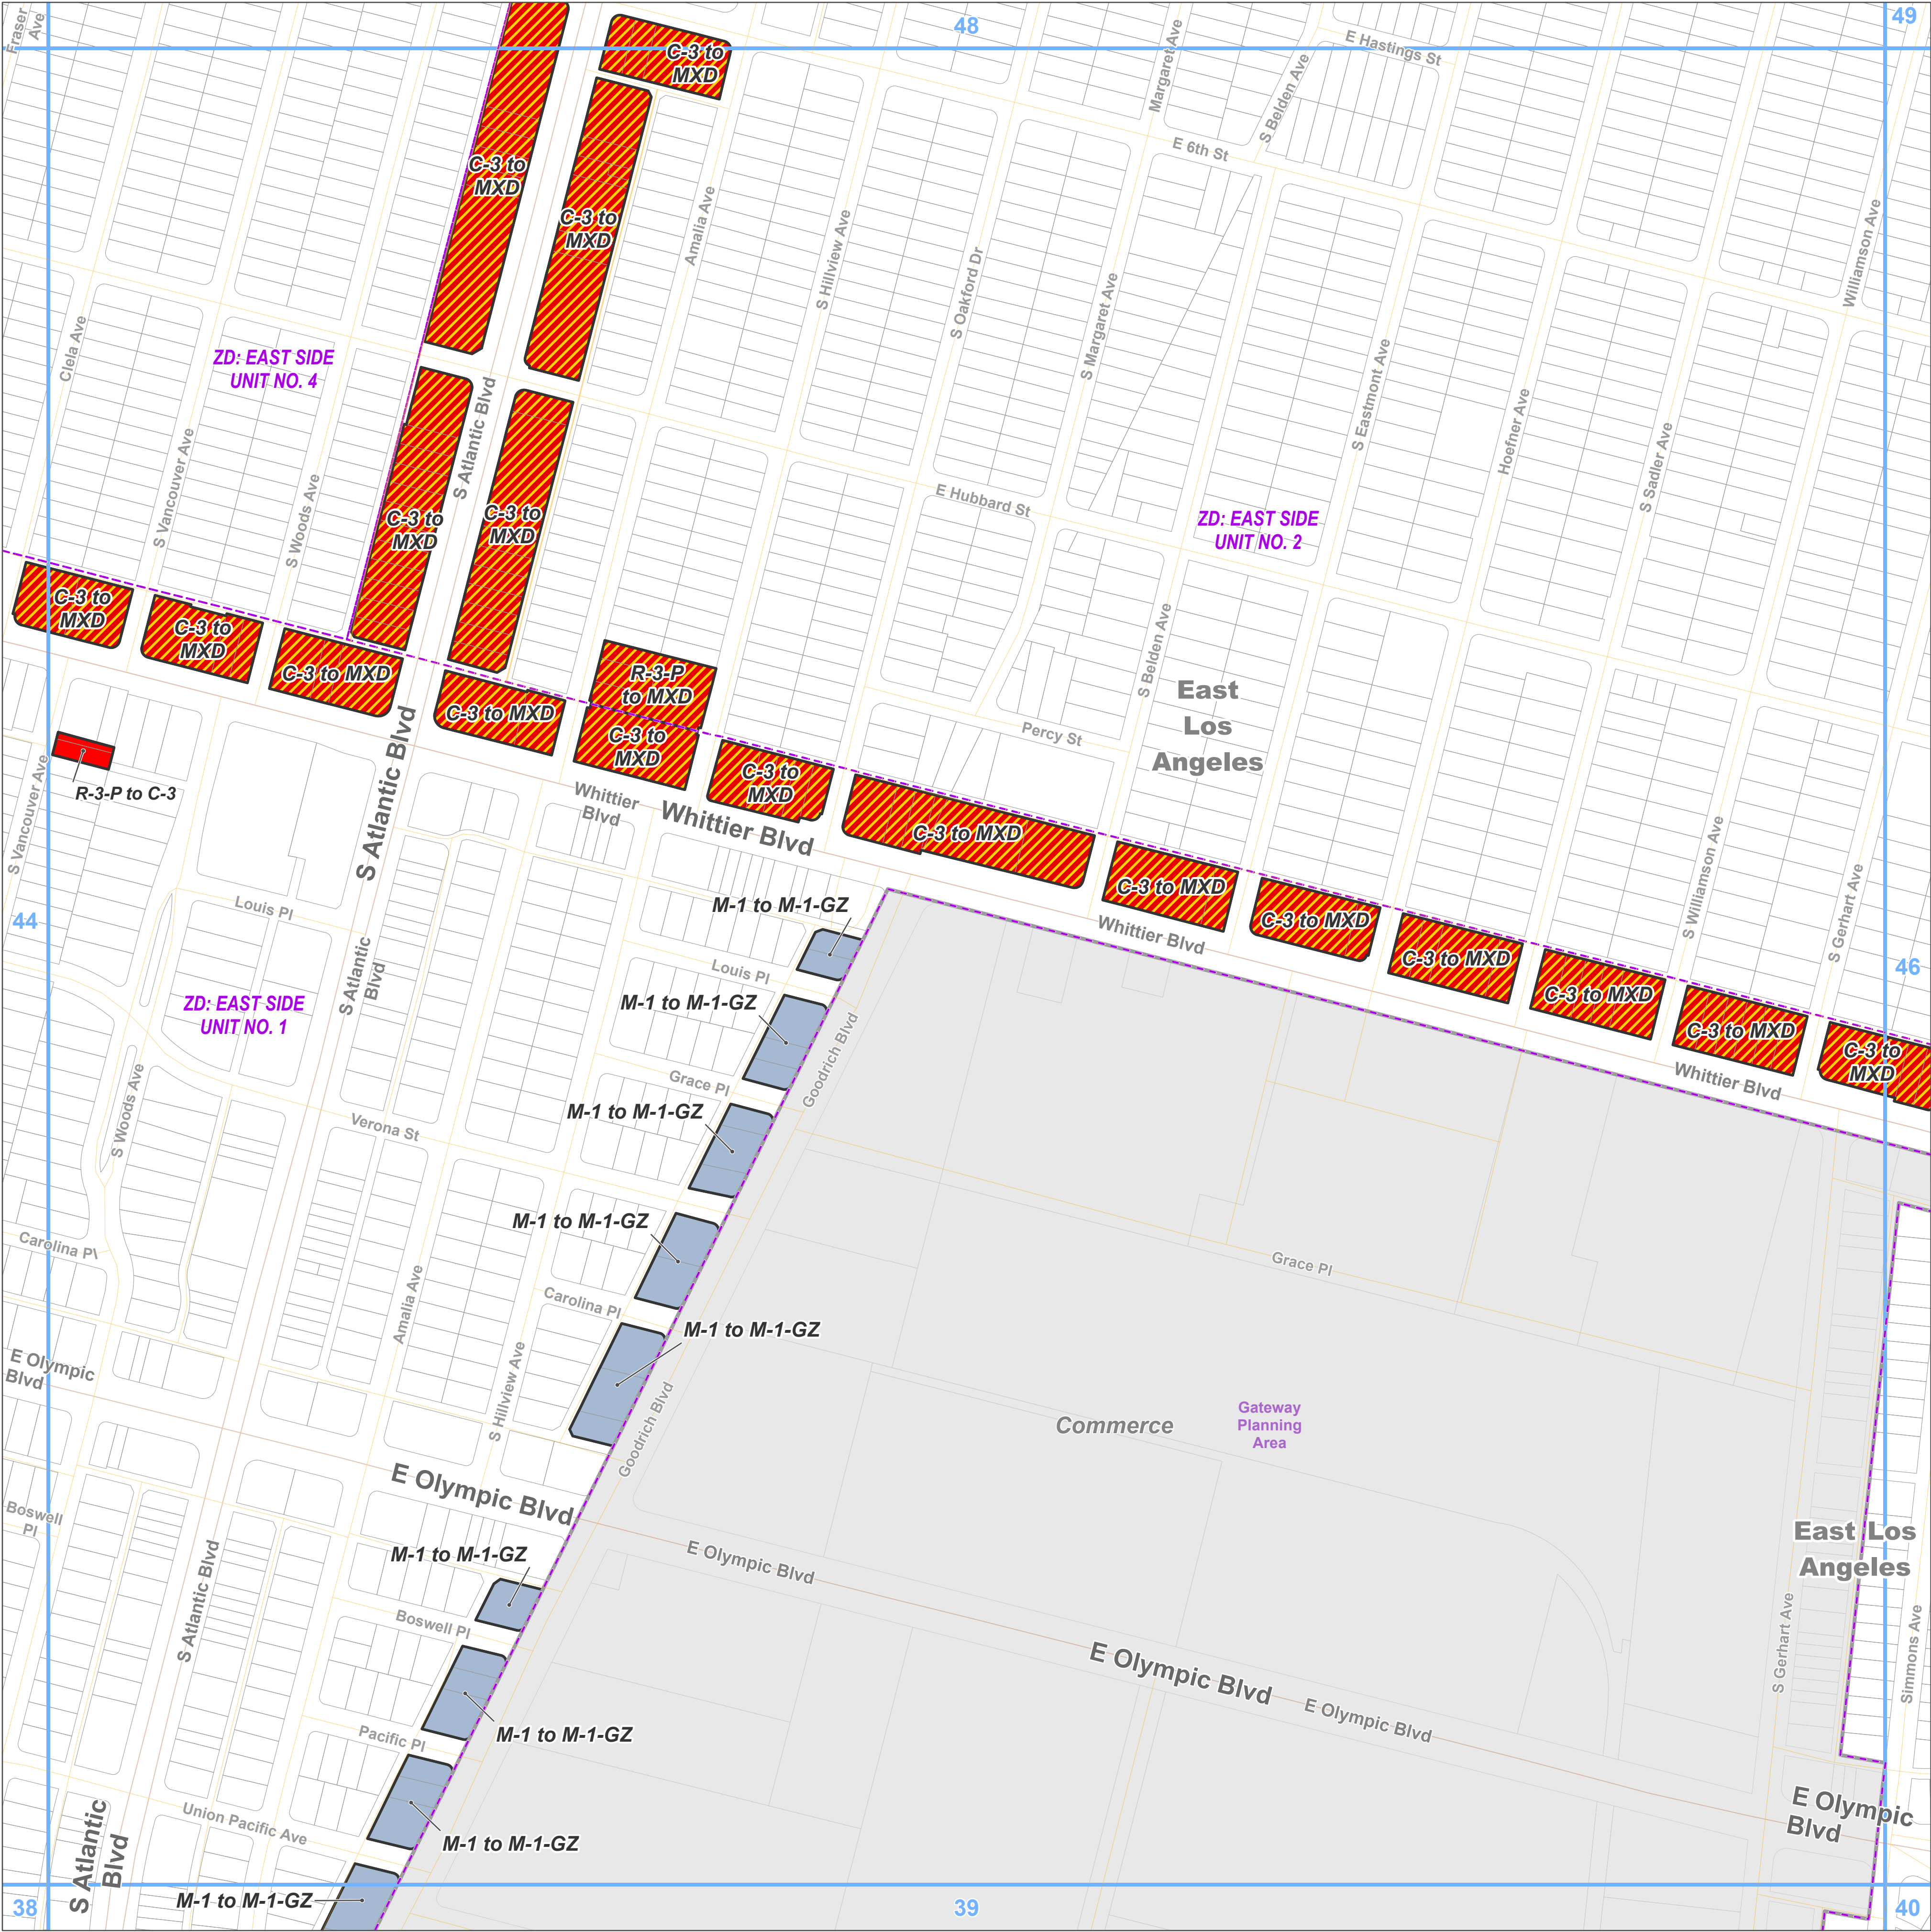 Fraser
Ave
48
49
E Hastings St
Margaret Ave
S Belden Ave
C-3 to
MXD
E 6th St
C-3 to
MXD
C-3 to
MXD
Amalia Ave
S Hillview Ave
S Oakford Dr
S Margaret Ave
Williamson Ave
Clela Ave
ZD: EAST SIDE
UNIT NO. 4
S Vancouver Ave
S Woods Ave
S Atlantic Blvd
C-3 to
MXD
C-3 to
MXD
E Hubbard St
ZD: EAST SIDE
UNIT NO. 2
S Eastmont Ave
Hoefner Ave
S Sadler Ave
C-3 to
MXD
C-3 to
MXD
C-3 to MXD
C-3 to MXD
R-3-P
to MXD
C-3 to
MXD
C-3 to
MXD
C-3 to MXD
Percy St
S Belden Ave
East
Los
Angeles
R-3-P to C-3
S Vancouver Ave
S Atlantic Blvd
Whittier
Blvd
Whittier Blvd
C-3 to MXD
C-3 to MXD
C-3 to MXD
C-3 to MXD
C-3 to MXD
C-3 to
MXD
S Williamson Ave
S Gerhart Ave
Whittier Blvd
Whittier Blvd
44
46
Louis Pl
S Atlantic
Blvd
M-1 to M-1-GZ
Louis Pl
M-1 to M-1-GZ
ZD: EAST SIDE
UNIT NO. 1
Goodrich Blvd
Grace Pl
M-1 to M-1-GZ
S Woods Ave
Verona St
M-1 to M-1-GZ
Carolina Pl
Grace Pl
Amalia Ave
Carolina Pl
M-1 to M-1-GZ
E Olympic
Blvd
S Hillview Ave
Goodrich Blvd
Commerce
Gateway
Planning
Area
E Olympic Blvd
Boswell
Pl
S Atlantic Blvd
M-1 to M-1-GZ
E Olympic Blvd
East Los
Angeles
Boswell Pl
S Gerhart Ave
Simmons Ave
E Olympic Blvd
E Olympic Blvd
M-1 to M-1-GZ
Pacific Pl
Union Pacific Ave
M-1 to M-1-GZ
S Atlantic
Blvd
E Olympic
Blvd
M-1 to M-1-GZ
38
39
40